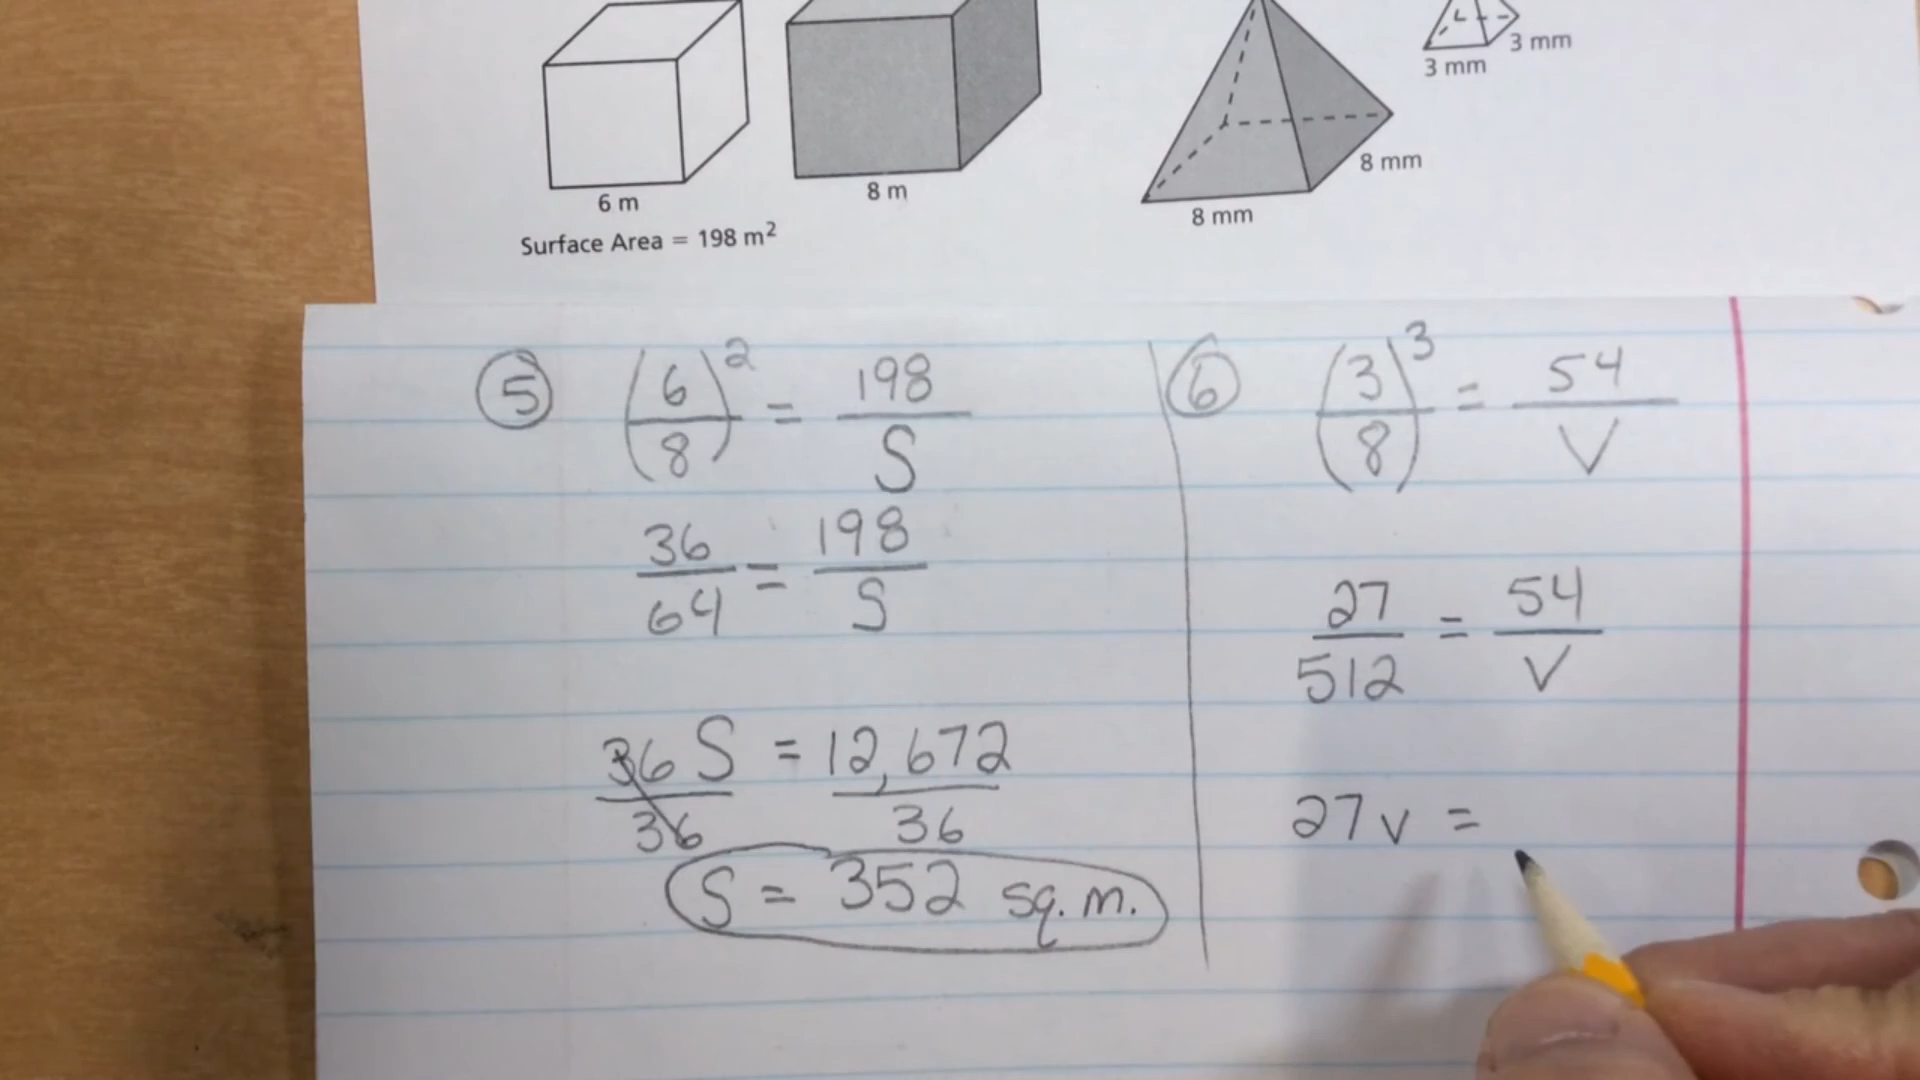 3 mm
3 mm
8 mm
8 mm
6 m
8 m
Surface Area = 198 m²
5
(6/8)² = 198/S
36/64 = 198/S
36 S/36 = 12,672/36
S = 352 sq. m.
6
(3/8)³ = 54/V
27/512 = 54/V
27v =